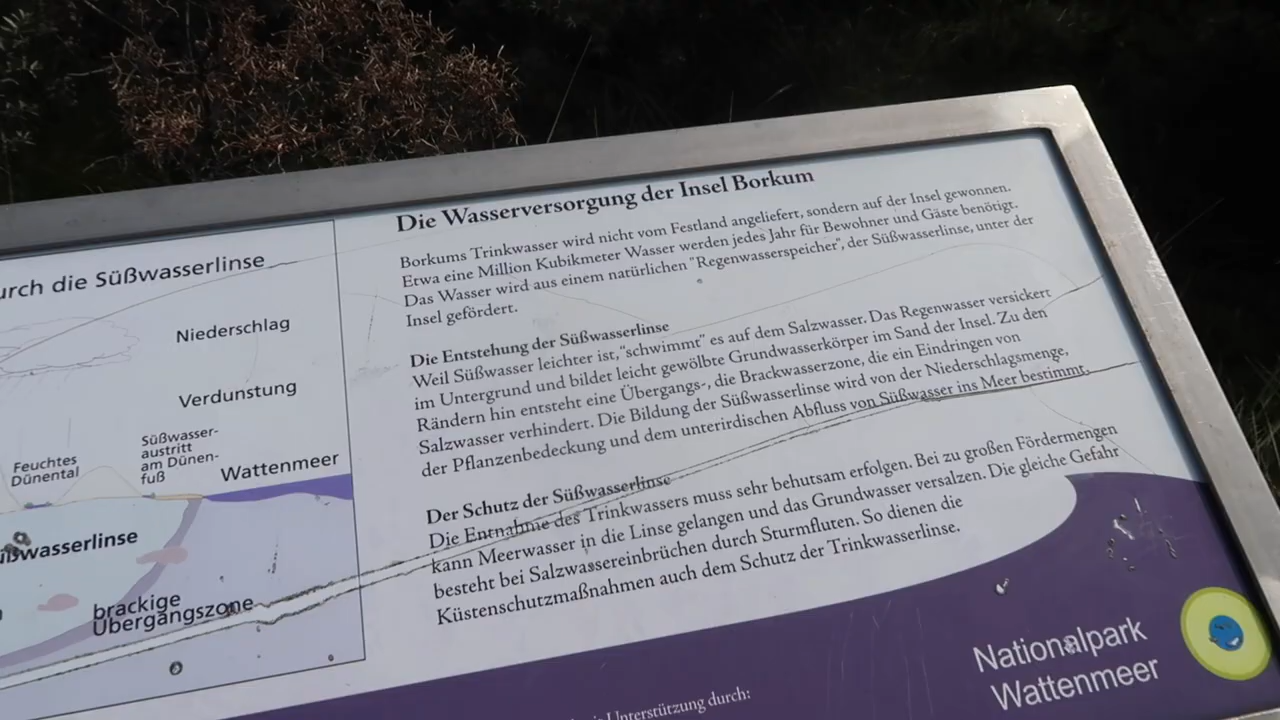 urch die Süßwasserlinse
Niederschlag
Verdunstung
Feuchtes
Dünental
Süßwasser-
austritt
am Dünen-
fuß
Wattenmeer
ißwasserlinse
brackige
Übergangszone
Die Wasserversorgung der Insel Borkum
Borkums Trinkwasser wird nicht vom Festland angeliefert, sondern auf der Insel gewonnen.
Etwa eine Million Kubikmeter Wasser werden jedes Jahr für Bewohner und Gäste benötigt.
Das Wasser wird aus einem natürlichen "Regenwasserspeicher", der Süßwasserlinse, unter der
Insel gefördert.
Die Entstehung der Süßwasserlinse
Weil Süßwasser leichter ist, "schwimmt" es auf dem Salzwasser. Das Regenwasser versickert
im Untergrund und bildet leicht gewölbte Grundwasserkörper im Sand der Insel. Zu den
Rändern hin entsteht eine Übergangs-, die Brackwasserzone, die ein Eindringen von
Salzwasser verhindert. Die Bildung der Süßwasserlinse wird von der Niederschlagsmenge,
der Pflanzenbedeckung und dem unterirdischen Abfluss von Süßwasser ins Meer bestimmt.
Der Schutz der Süßwasserlinse
Die Entnahme des Trinkwassers muss sehr behutsam erfolgen. Bei zu großen Fördermengen
kann Meerwasser in die Linse gelangen und das Grundwasser versalzen. Die gleiche Gefahr
besteht bei Salzwassereinbrüchen durch Sturmfluten. So dienen die
Küstenschutzmaßnahmen auch dem Schutz der Trinkwasserlinse.
Nationalpark
Wattenmeer
Unterstützung durch: